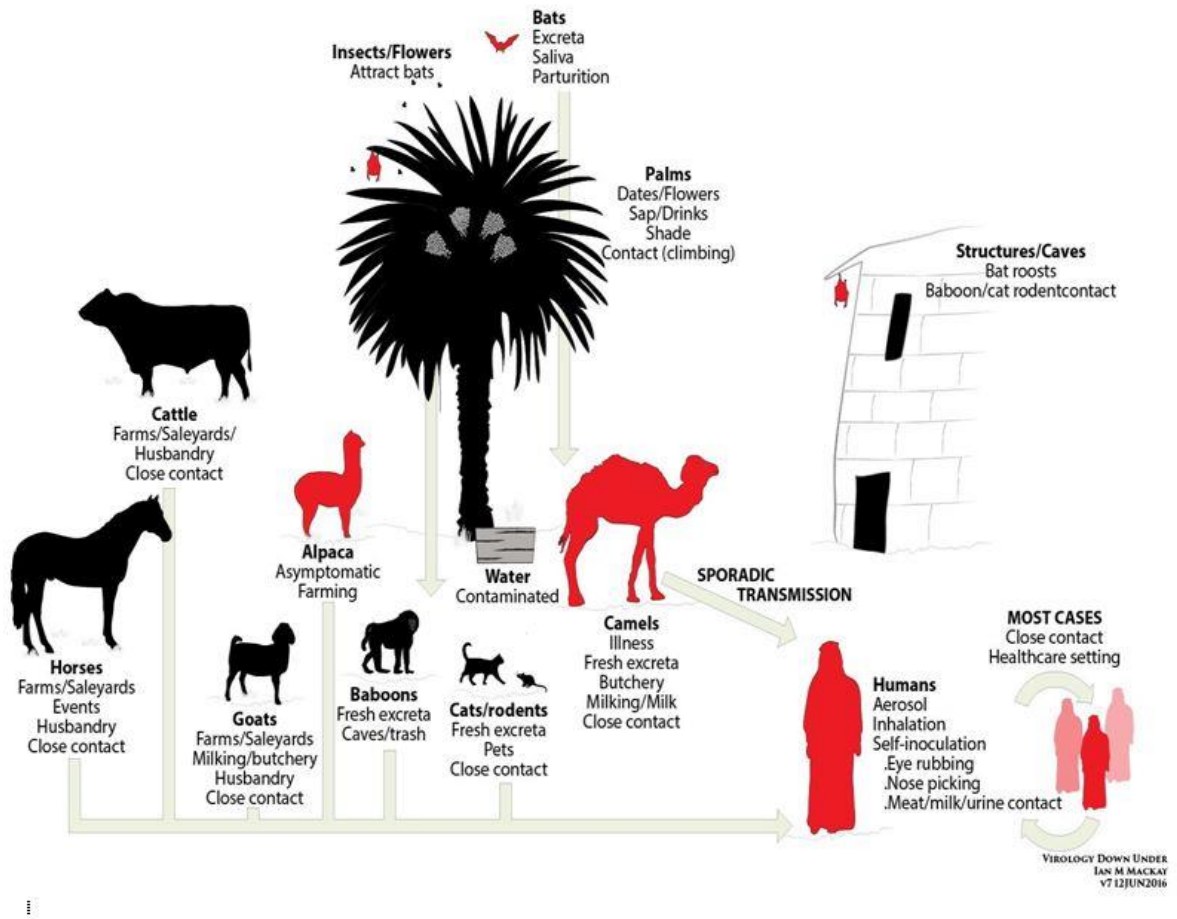 Bats
Excreta
Saliva
Parturition
Insects/Flowers
Attract bats
Palms
Dates/Flowers
Sap/Drinks
Shade
Contact (climbing)
Structures/Caves
Bat roosts
Baboon/cat rodentcontact
Cattle
Farms/Saleyards/
Husbandry
Close contact
Alpaca
Asymptomatic
Farming
Water
Contaminated
SPORADIC
TRANSMISSION
Camels
Illness
Fresh excreta
Butchery
Milking/Milk
Close contact
MOST CASES
Close contact
Healthcare setting
Horses
Farms/Saleyards
Events
Husbandry
Close contact
Goats
Farms/Saleyards
Milking/butchery
Husbandry
Close contact
Baboons
Fresh excreta
Caves/trash
Cats/rodents
Fresh excreta
Pets
Close contact
Humans
Aerosol
Inhalation
Self-inoculation
.Eye rubbing
.Nose picking
.Meat/milk/urine contact
VIROLOGY DOWN UNDER
IAN M MACKAY
V7 12JUN2016